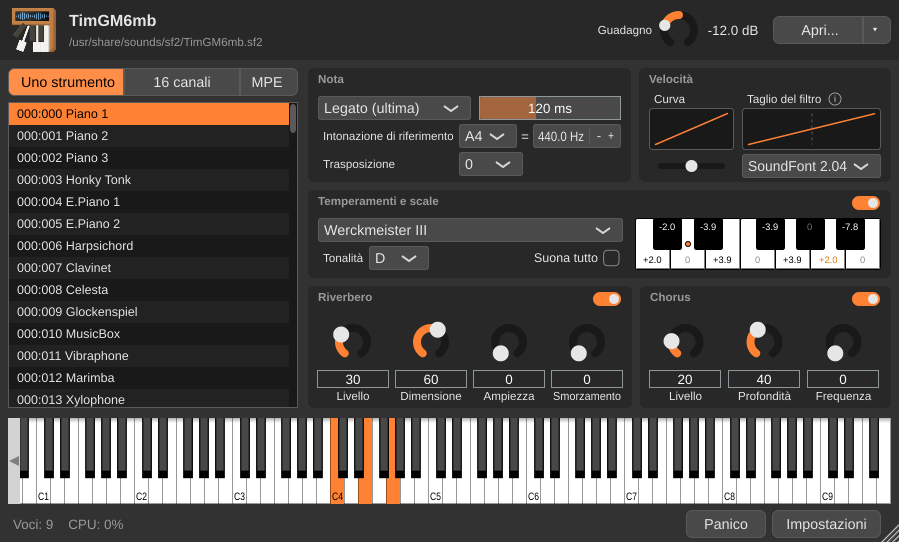 TimGM6mb
/usr/share/sounds/sf2/TimGM6mb.sf2
Guadagno -12.0 dB Apri...
Uno strumento 16 canali MPE
000:000 Piano 1
000:001 Piano 2
000:002 Piano 3
000:003 Honky Tonk
000:004 E.Piano 1
000:005 E.Piano 2
000:006 Harpsichord
000:007 Clavinet
000:008 Celesta
000:009 Glockenspiel
000:010 MusicBox
000:011 Vibraphone
000:012 Marimba
000:013 Xylophone
Nota
Legato (ultima) 120 ms
Intonazione di riferimento A4 = 440.0 Hz - +
Trasposizione 0
Velocità
Curva Taglio del filtro i
SoundFont 2.04
Temperamenti e scale
Werckmeister III
Tonalità D Suona tutto
-2.0 -3.9 -3.9 0 -7.8
+2.0 0 +3.9 0 +3.9 +2.0 0
Riverbero
30 60 0 0
Livello Dimensione Ampiezza Smorzamento
Chorus
20 40 0
Livello Profondità Frequenza
C1 C2 C3 C4 C5 C6 C7 C8 C9
Voci: 9 CPU: 0% Panico Impostazioni